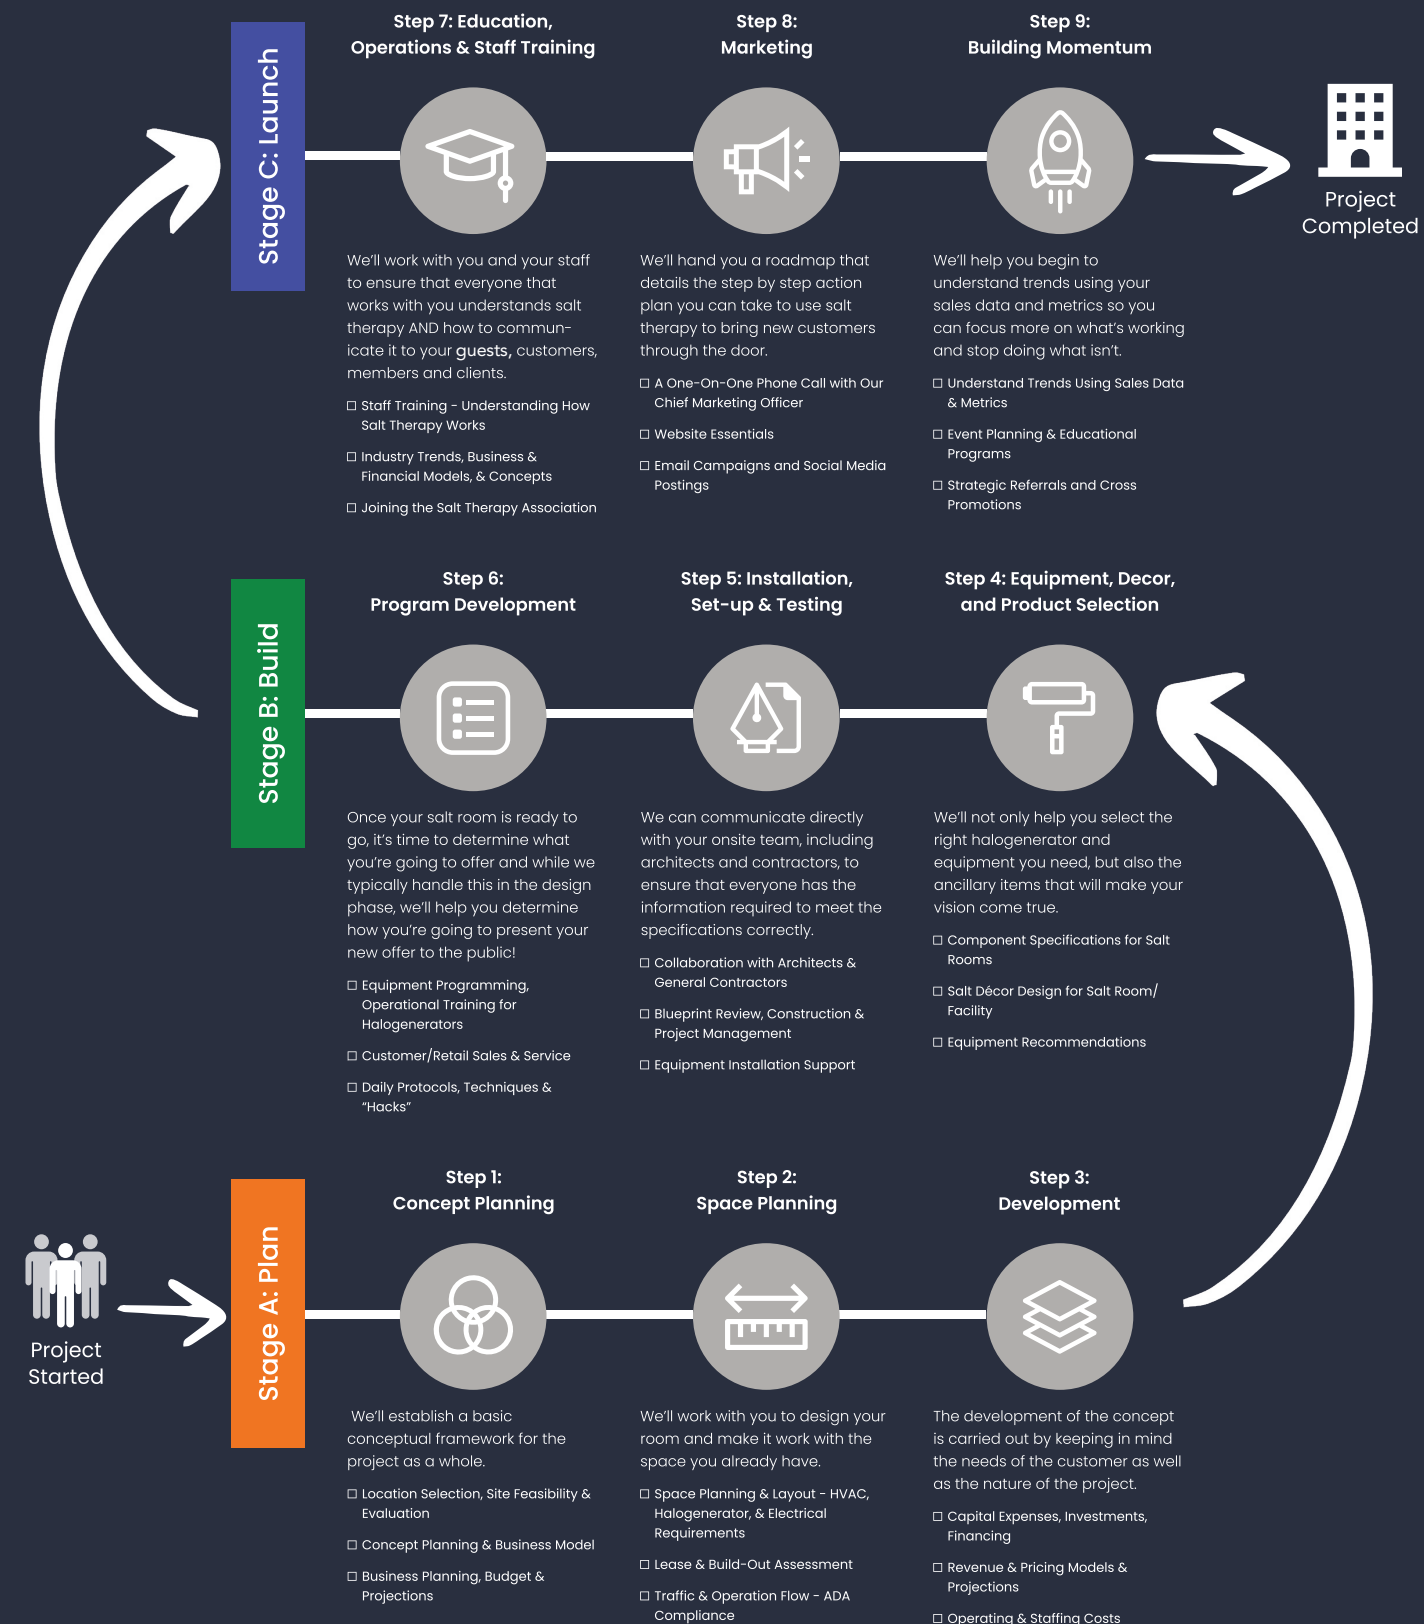 Stage C: Launch
Step 7: Education,
Operations & Staff Training
We'll work with you and your staff
to ensure that everyone that
works with you understands salt
therapy AND how to commun-
icate it to your guests, customers,
members and clients.
☐ Staff Training - Understanding How
Salt Therapy Works
☐ Industry Trends, Business &
Financial Models, & Concepts
☐ Joining the Salt Therapy Association
Step 8:
Marketing
We'll hand you a roadmap that
details the step by step action
plan you can take to use salt
therapy to bring new customers
through the door.
☐ A One-On-One Phone Call with Our
Chief Marketing Officer
☐ Website Essentials
☐ Email Campaigns and Social Media
Postings
Step 9:
Building Momentum
We'll help you begin to
understand trends using your
sales data and metrics so you
can focus more on what's working
and stop doing what isn't.
☐ Understand Trends Using Sales Data
& Metrics
☐ Event Planning & Educational
Programs
☐ Strategic Referrals and Cross
Promotions
Project
Completed
Stage B: Build
Step 6:
Program Development
Once your salt room is ready to
go, it's time to determine what
you're going to offer and while we
typically handle this in the design
phase, we'll help you determine
how you're going to present your
new offer to the public!
☐ Equipment Programming,
Operational Training for
Halogenerators
☐ Customer/Retail Sales & Service
☐ Daily Protocols, Techniques &
“Hacks”
Step 5: Installation,
Set-up & Testing
We can communicate directly
with your onsite team, including
architects and contractors, to
ensure that everyone has the
information required to meet the
specifications correctly.
☐ Collaboration with Architects &
General Contractors
☐ Blueprint Review, Construction &
Project Management
☐ Equipment Installation Support
Step 4: Equipment, Decor,
and Product Selection
We'll not only help you select the
right halogenerator and
equipment you need, but also the
ancillary items that will make your
vision come true.
☐ Component Specifications for Salt
Rooms
☐ Salt Décor Design for Salt Room/
Facility
☐ Equipment Recommendations
Project
Started
Stage A: Plan
Step 1:
Concept Planning
We'll establish a basic
conceptual framework for the
project as a whole.
☐ Location Selection, Site Feasibility &
Evaluation
☐ Concept Planning & Business Model
☐ Business Planning, Budget &
Projections
Step 2:
Space Planning
We'll work with you to design your
room and make it work with the
space you already have.
☐ Space Planning & Layout - HVAC,
Halogenerator, & Electrical
Requirements
☐ Lease & Build-Out Assessment
☐ Traffic & Operation Flow - ADA
Compliance
Step 3:
Development
The development of the concept
is carried out by keeping in mind
the needs of the customer as well
as the nature of the project.
☐ Capital Expenses, Investments,
Financing
☐ Revenue & Pricing Models &
Projections
☐ Operating & Staffing Costs